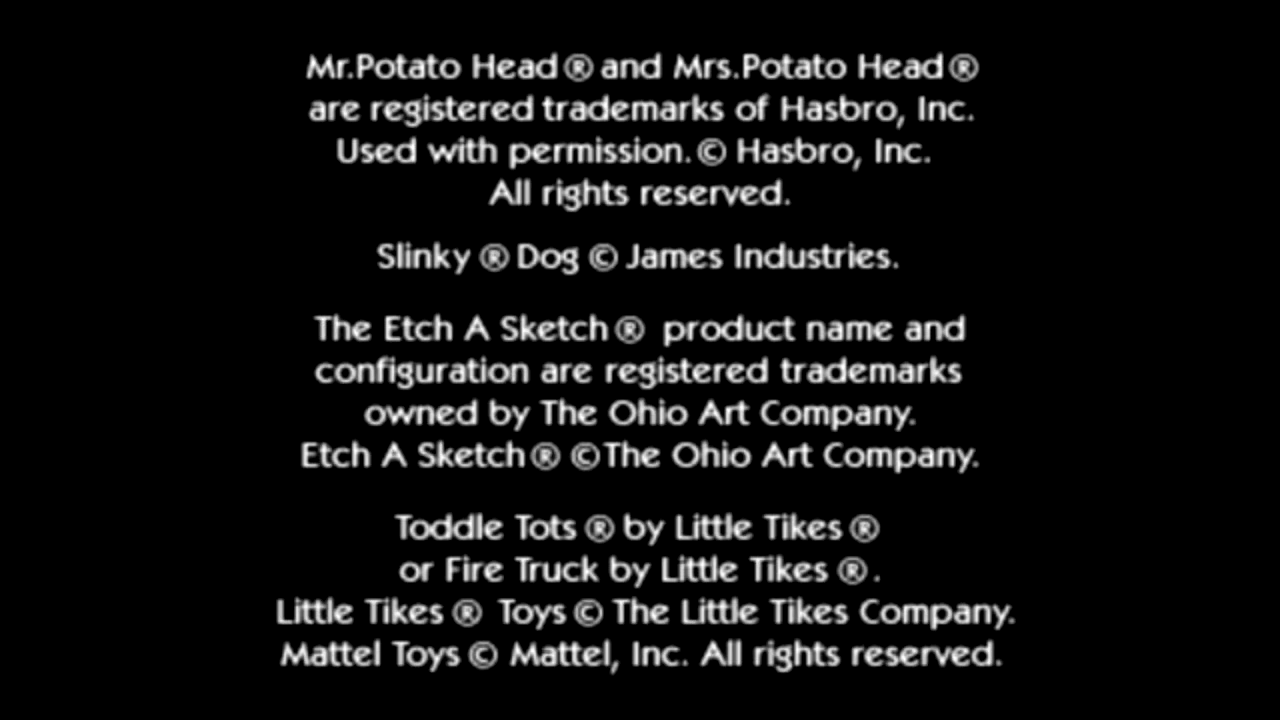 Mr.Potato Head® and Mrs.Potato Head®
are registered trademarks of Hasbro, Inc.
Used with permission.© Hasbro, Inc.
All rights reserved.
Slinky ® Dog © James Industries.
The Etch A Sketch® product name and
configuration are registered trademarks
owned by The Ohio Art Company.
Etch A Sketch® ©The Ohio Art Company.
Toddle Tots ® by Little Tikes ®
or Fire Truck by Little Tikes ®.
Little Tikes ® Toys © The Little Tikes Company.
Mattel Toys © Mattel, Inc. All rights reserved.